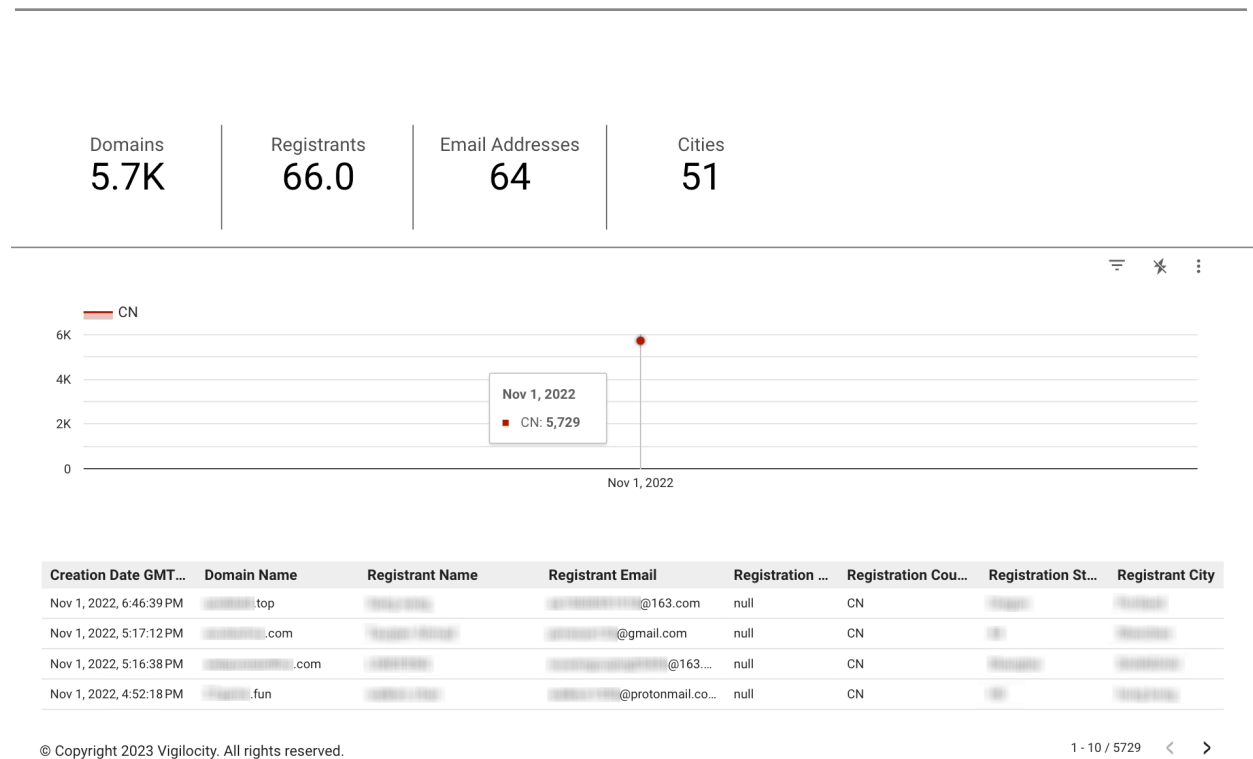 Domains Registrants Email Addresses Cities
5.7K 66.0 64 51
CN
6K
4K
2K
0
Nov 1, 2022
CN: 5,729
Nov 1, 2022
Creation Date GMT... Domain Name Registrant Name Registrant Email Registration ... Registration Cou... Registration St... Registrant City
Nov 1, 2022, 6:46:39 PM .top @163.com null CN
Nov 1, 2022, 5:17:12 PM .com @gmail.com null CN
Nov 1, 2022, 5:16:38 PM .com @163.... null CN
Nov 1, 2022, 4:52:18 PM .fun @protonmail.co... null CN
© Copyright 2023 Vigilocity. All rights reserved. 1 - 10 / 5729